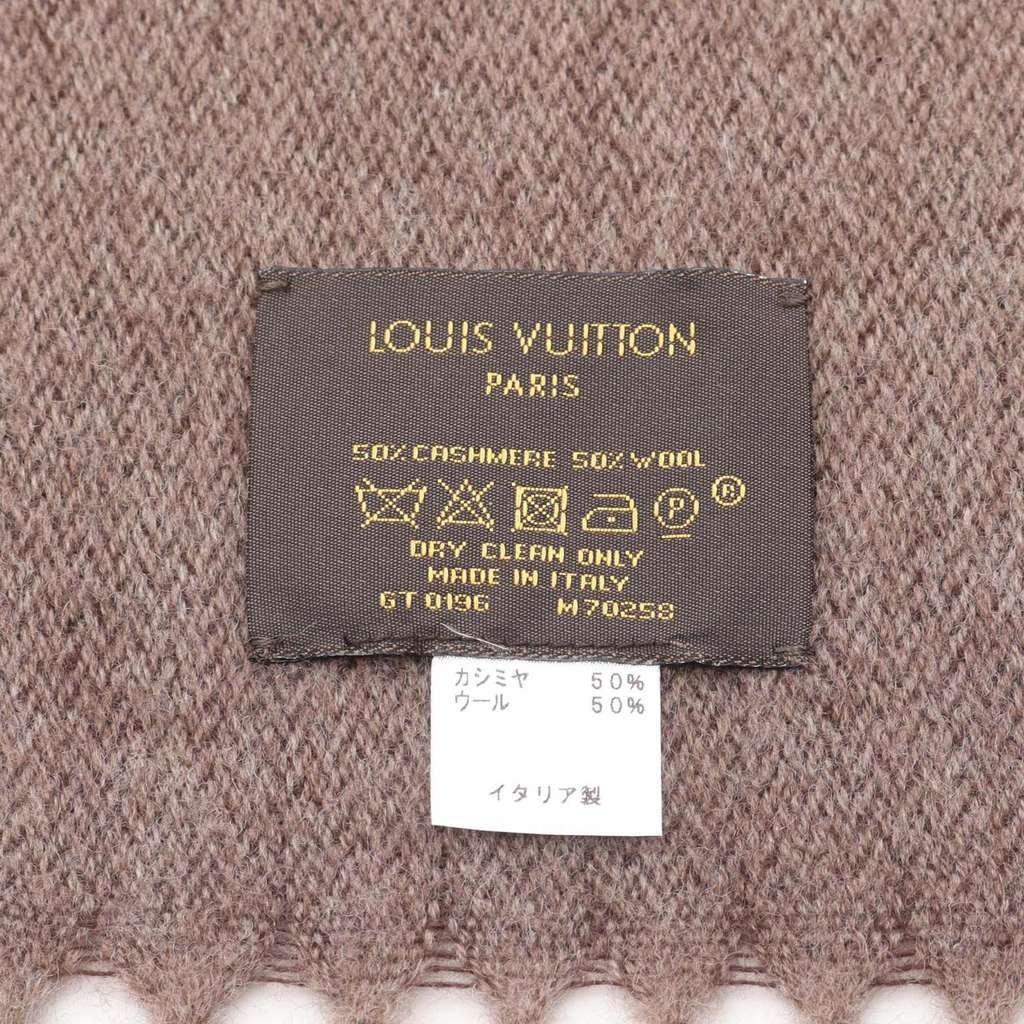 LOUIS VUITTON
PARIS
50% CASHMERE 50% WOOL
P ®
DRY CLEAN ONLY
MADE IN ITALY
GT 0196 M 70258
カシミヤ 50%
ウール 50%
イタリア製